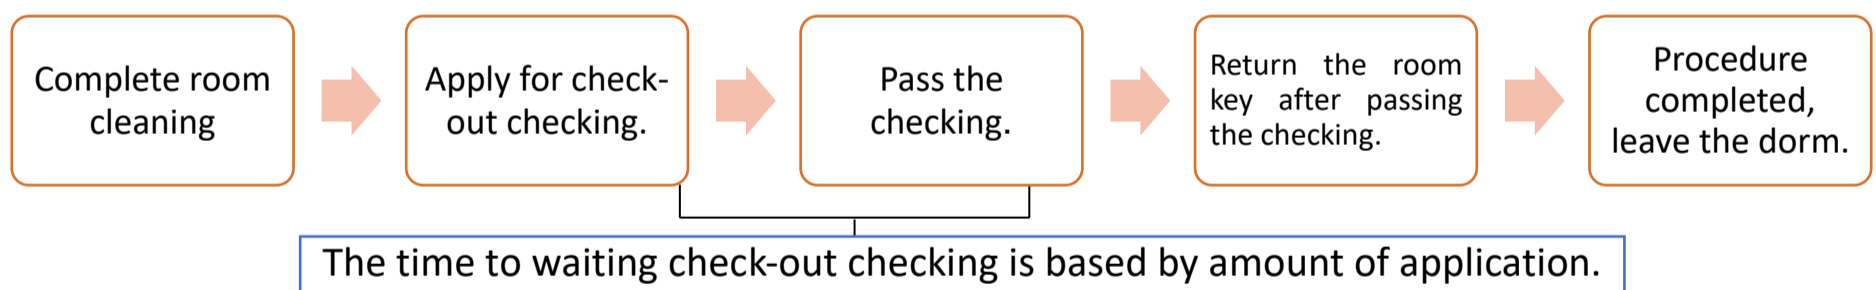 Complete room
cleaning
Apply for check-
out checking.
Pass the
checking.
Return the room
key after passing
the checking.
Procedure
completed,
leave the dorm.
The time to waiting check-out checking is based by amount of application.